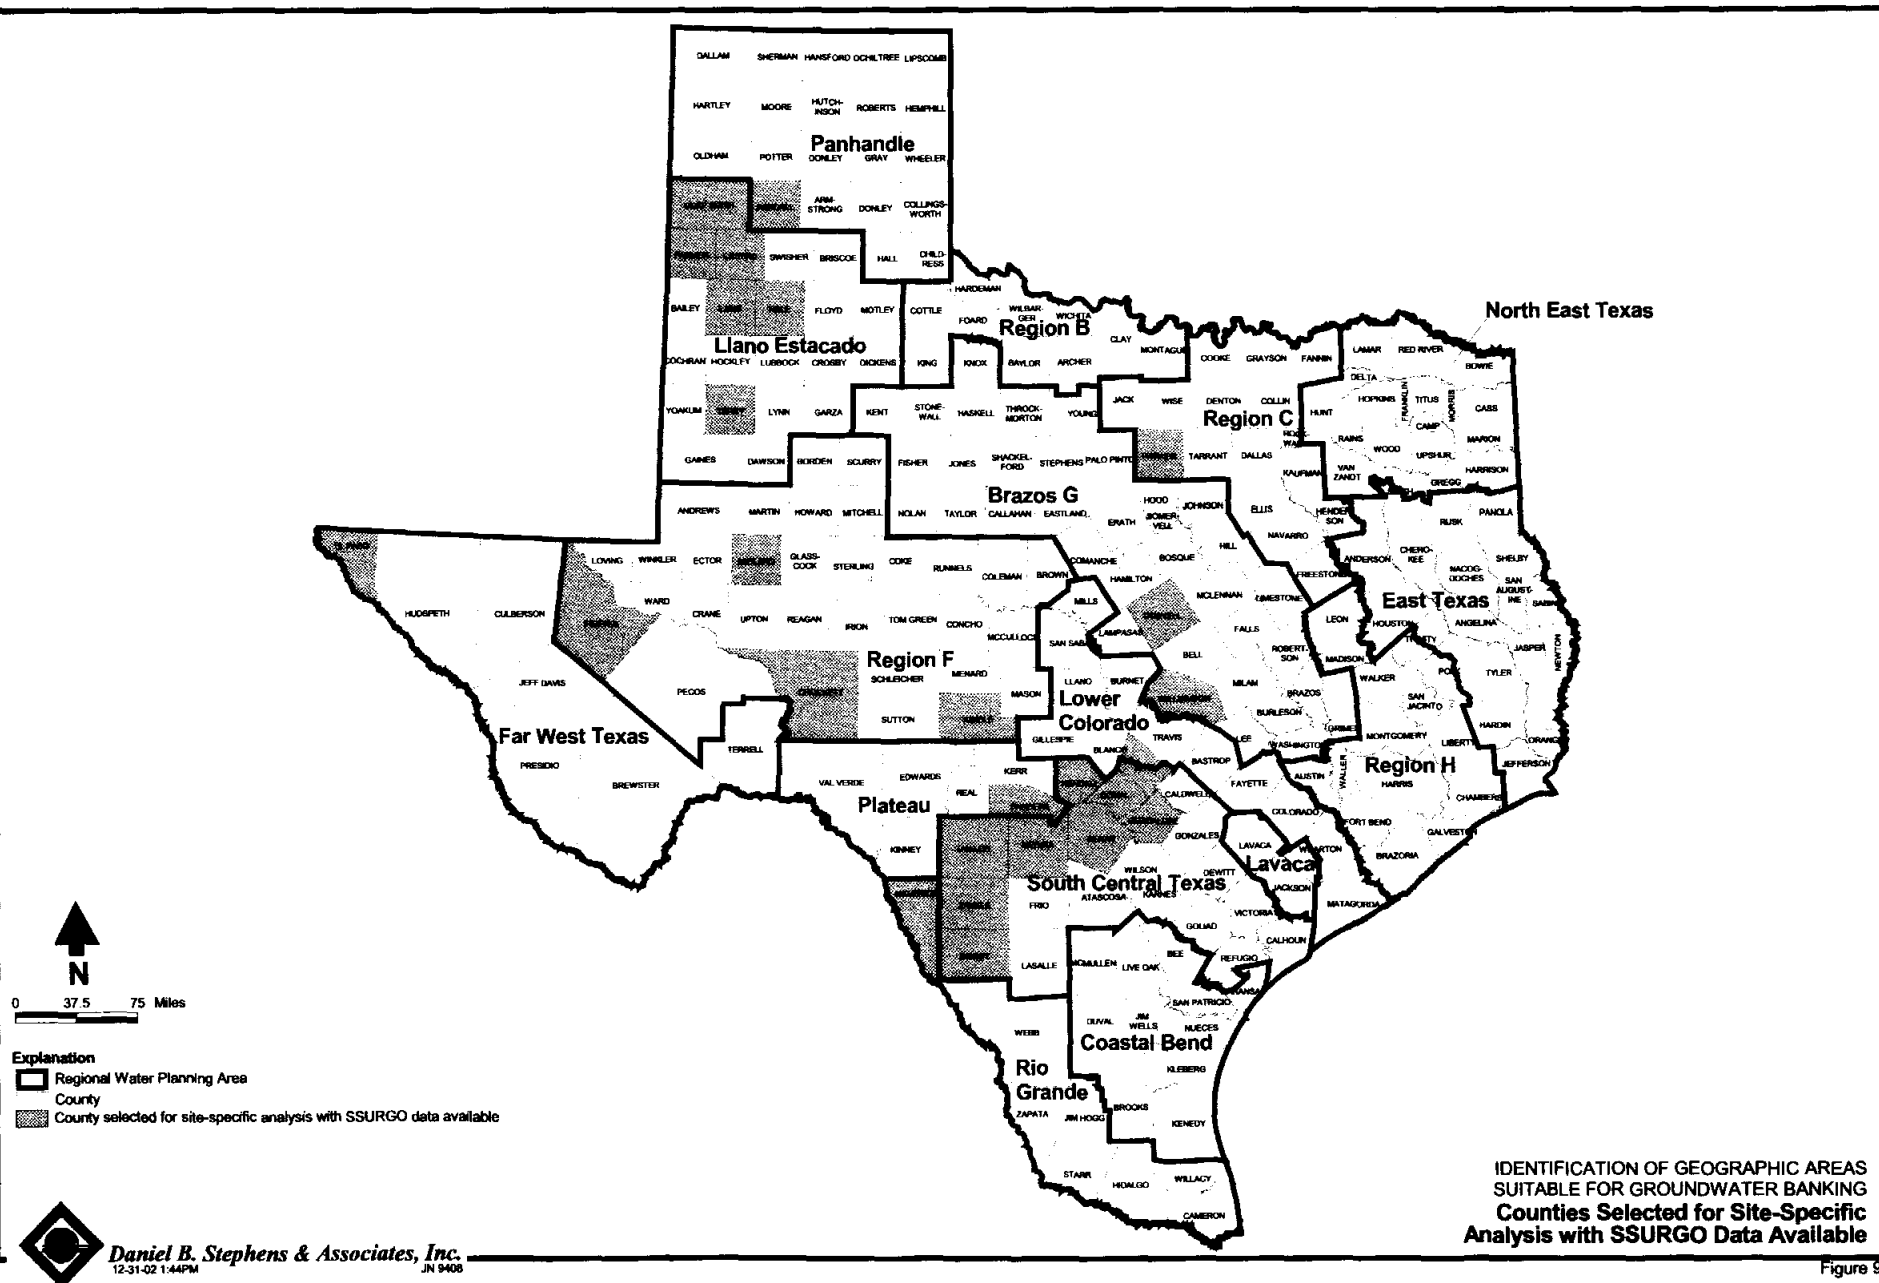 DALLAM SHERMAN HANSFORD OCHILTREE LIPSCOMB
HARTLEY MOORE HUTCH-
INSON ROBERTS HEMPHILL
Panhandle
OLDHAM POTTER DONLEY GRAY WHEELER
ARM-
STRONG DONLEY COLLINGS-
WORTH
SWISHER BRISCOE HALL CHILD-
RESS
HARDEMAN
BAILEY FLOYD MOTLEY COTTLE FOARD WILBAR-
GER WICHITA
Region B
CLAY
MONTAGUE
North East Texas
Llano Estacado
COCHRAN HOCKLEY LUBBOCK CROSBY DICKENS KING KNOX BAYLOR ARCHER
COOKE GRAYSON FANNIN LAMAR RED RIVER
BOWIE
DELTA
YOAKUM LYNN GARZA KENT STONE-
WALL HASKELL THROCK-
MORTON YOUNG JACK WISE DENTON COLLIN HUNT
HOPKINS FRANKLIN TITUS MORRIS CASS
Region C
CAMP
RAINS WOOD UPSHUR MARION
HARRISON
GAINES DAWSON BORDEN SCURRY FISHER JONES SHACKEL-
FORD STEPHENS PALO PINTO TARRANT DALLAS
KAUFMAN VAN
ZANDT GREGG
Brazos G
ANDREWS MARTIN HOWARD MITCHELL NOLAN TAYLOR CALLAHAN EASTLAND
ERATH HOOD
SOMER-
VELL JOHNSON ELLIS HENDER-
SON RUSK PANOLA
NAVARRO
LOVING WINKLER ECTOR GLASS-
COCK STERLING COKE RUNNELS
COLEMAN BROWN COMANCHE BOSQUE HILL
HAMILTON FREESTONE ANDERSON CHERO-
KEE SHELBY
NACOG-
DOCHES SAN
AUGUST-
INE
MCLENNAN LIMESTONE
East Texas
HUDSPETH CULBERSON WARD CRANE UPTON REAGAN IRION TOM GREEN CONCHO
MCCULLOCH MILLS
SAN SABA LAMPASAS
FALLS LEON HOUSTON ANGELINA
JASPER NEWTON
BELL ROBERT-
SON MADISON
Region F
JEFF DAVIS PECOS SCHLEICHER MENARD
MASON LLANO BURNET MILAM BRAZOS WALKER
TYLER
Lower
Colorado
SUTTON BURLESON GRIMES SAN
JACINTO
HARDIN
Far West Texas
TERRELL GILLESPIE BLANCO TRAVIS LEE WASHINGTON MONTGOMERY LIBERTY ORANGE
PRESIDIO BREWSTER
VAL VERDE EDWARDS KERR BASTROP FAYETTE AUSTIN WALLER
Region H
HARRIS JEFFERSON
CHAMBERS
Plateau
REAL CALDWELL COLORADO FORT BEND GALVESTON
KINNEY GONZALES LAVACA WHARTON BRAZORIA
Lavaca
WILSON DEWITT
South Central Texas
FRIO ATASCOSA KARNES JACKSON MATAGORDA
VICTORIA
GOLIAD CALHOUN
LASALLE MCMULLEN LIVE OAK BEE REFUGIO
SAN PATRICIO
WEBB DUVAL JIM
WELLS NUECES
Coastal Bend
Rio
Grande
KLEBERG
ZAPATA JIM HOGG BROOKS KENEDY
STARR HIDALGO WILLACY
CAMERON
N
0 37.5 75 Miles
Explanation
Regional Water Planning Area
County
County selected for site-specific analysis with SSURGO data available
IDENTIFICATION OF GEOGRAPHIC AREAS
SUITABLE FOR GROUNDWATER BANKING
Counties Selected for Site-Specific
Analysis with SSURGO Data Available
Daniel B. Stephens & Associates, Inc.
12-31-02 1:44PM JN 9408
Figure 9